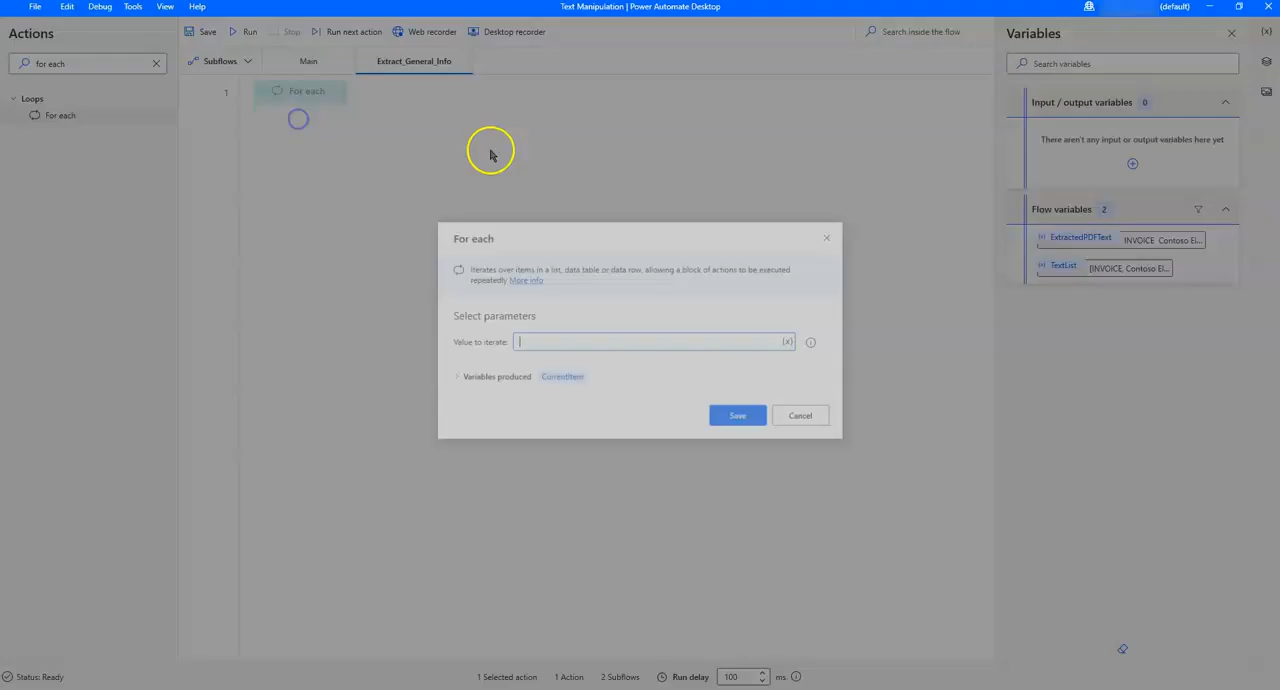 File Edit Debug Tools View Help
Text Manipulation | Power Automate Desktop
(default)
Actions
for each
Loops
For each
Save Run Stop Run next action Web recorder Desktop recorder
Search inside the flow
Subflows Main Extract_General_Info
1 For each
Variables
Search variables
{x}
Input / output variables 0
There aren't any input or output variables here yet
Flow variables 2
(x) ExtractedPDFText INVOICE Contoso El...
(x) TextList [INVOICE, Contoso El...
For each
Iterates over items in a list, data table or data row, allowing a block of actions to be executed
repeatedly More info
Select parameters
Value to iterate: {x}
Variables produced CurrentItem
Save Cancel
Status: Ready 1 Selected action 1 Action 2 Subflows Run delay 100 ms